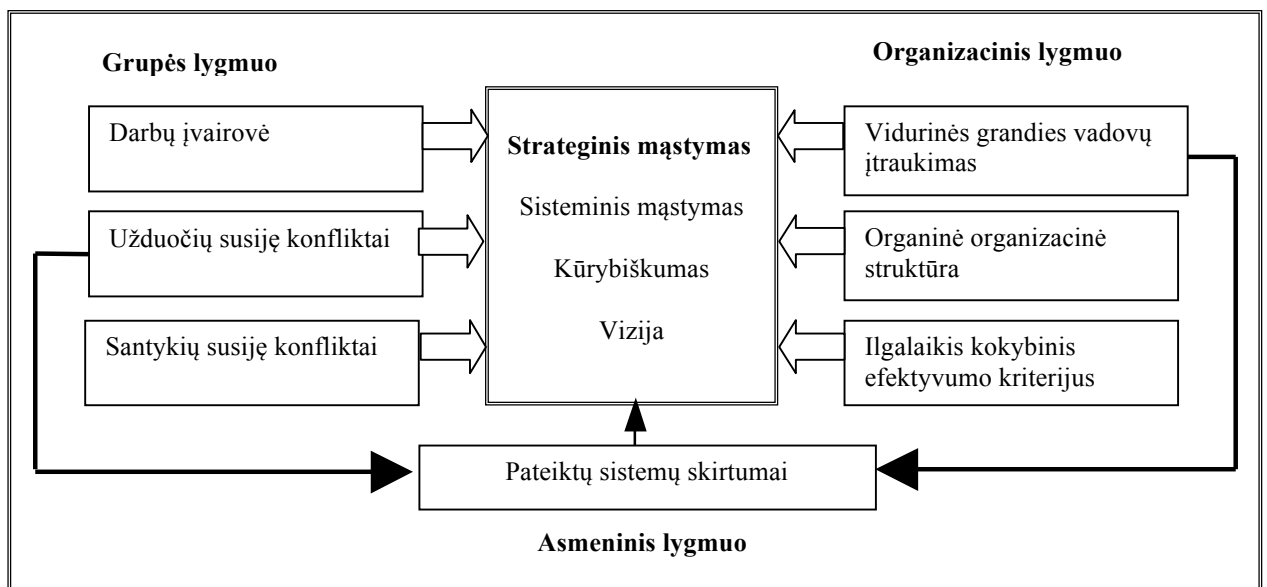 Grupės lygmuo
Darbų įvairovė
Užduočių susiję konfliktai
Santykių susiję konfliktai
Strateginis mąstymas
Sisteminis mąstymas
Kūrybiškumas
Vizija
Organizacinis lygmuo
Vidurinės grandies vadovų
įtraukimas
Organinė organizacinė
struktūra
Ilgalaikis kokybinis
efektyvumo kriterijus
Pateiktų sistemų skirtumai
Asmeninis lygmuo